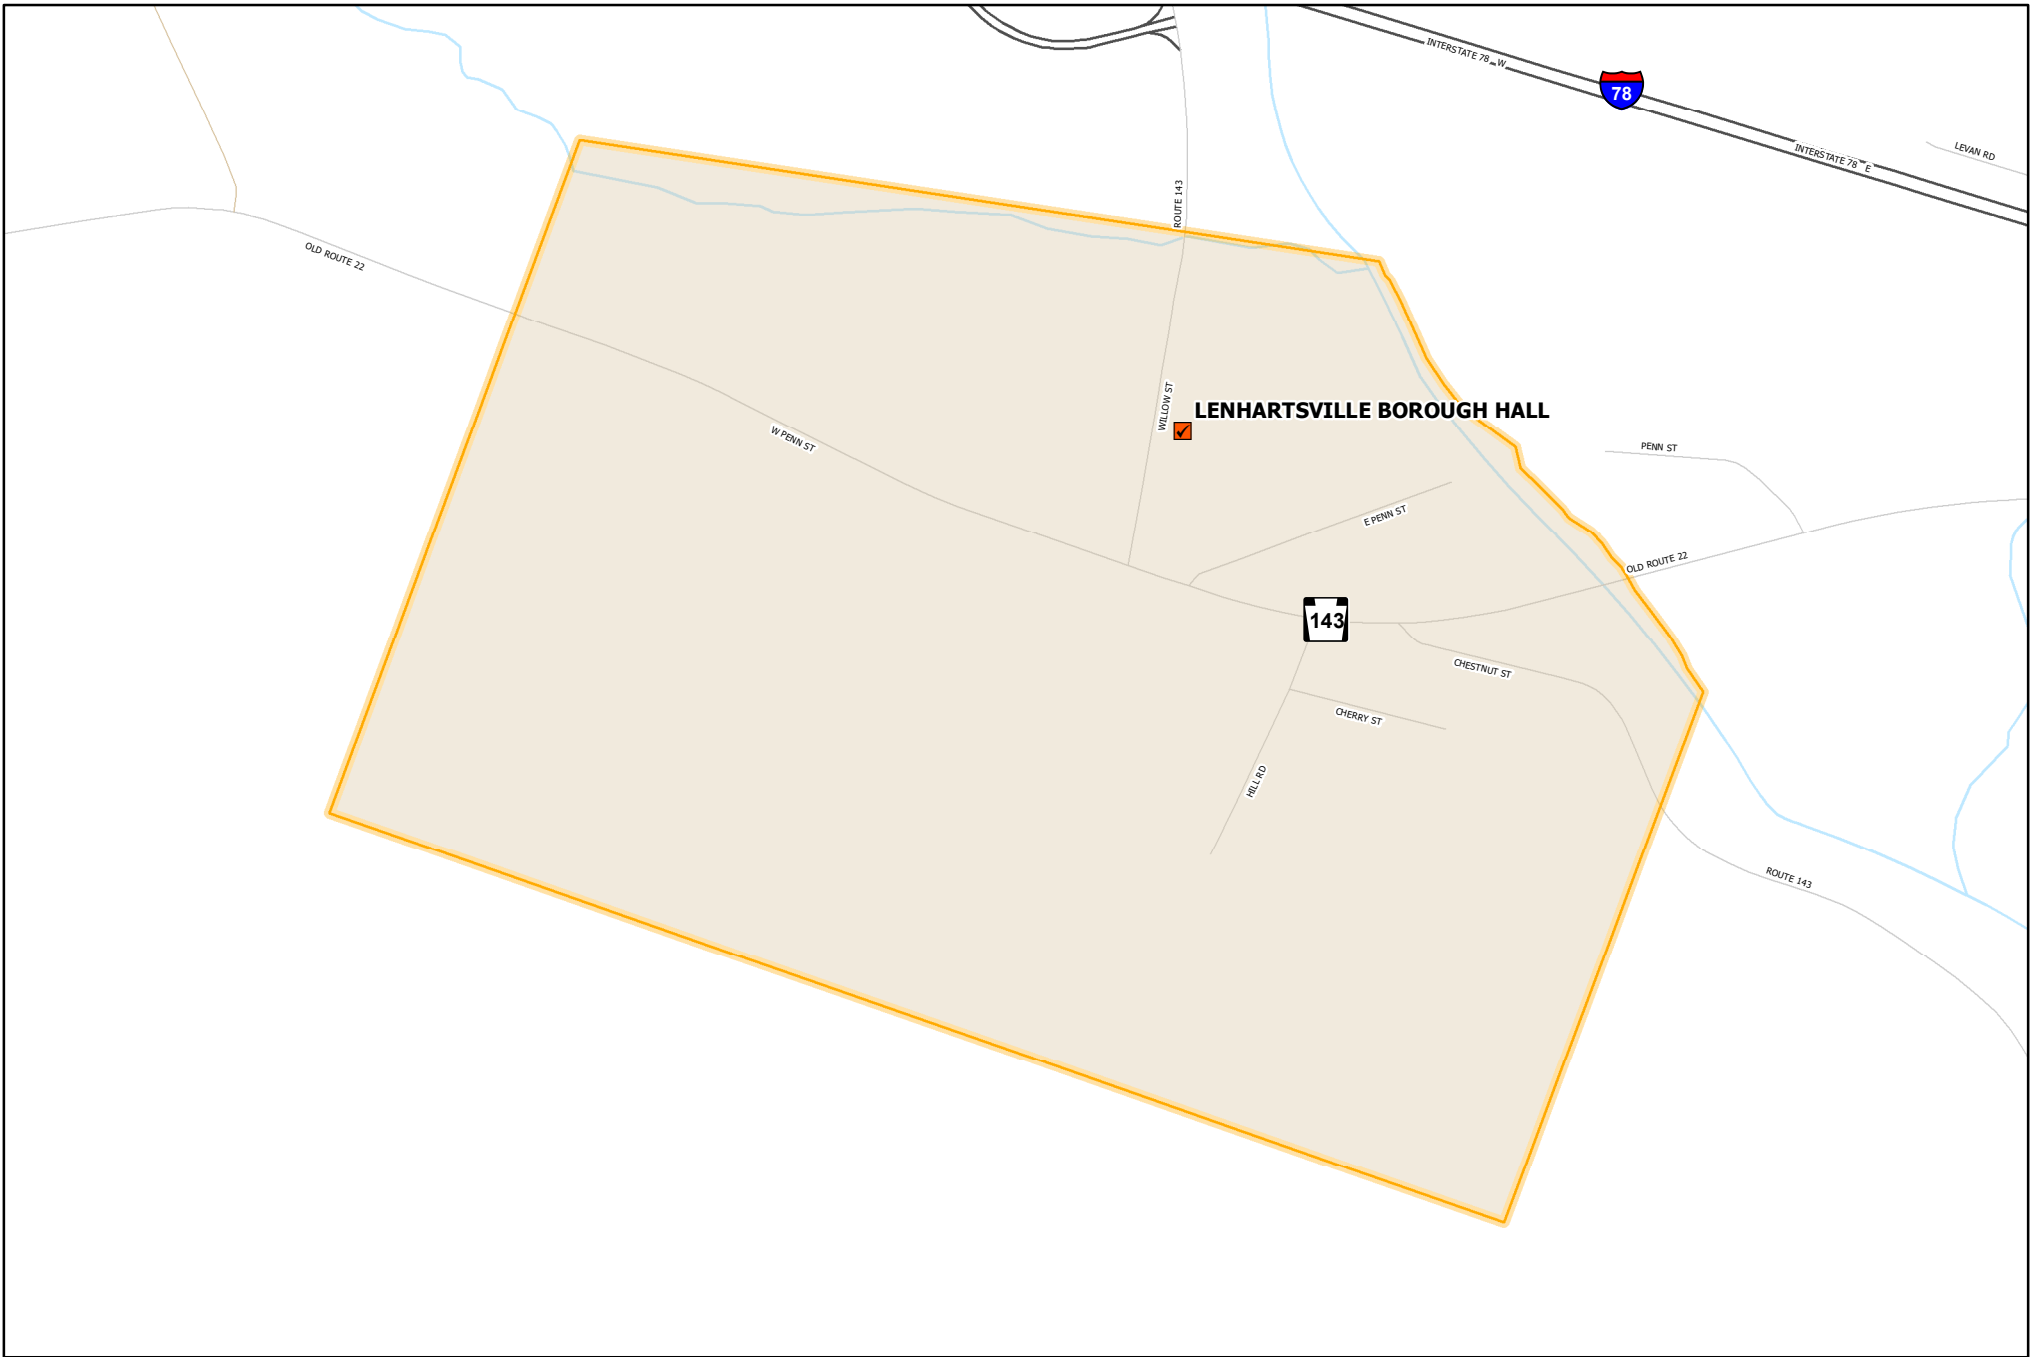 INTERSTATE 78 W
78
INTERSTATE 78 E
LEVAN RD
ROUTE 143
OLD ROUTE 22
WILLOW ST
LENHARTSVILLE BOROUGH HALL
W PENN ST
PENN ST
E PENN ST
OLD ROUTE 22
143
CHESTNUT ST
CHERRY ST
HILL RD
ROUTE 143